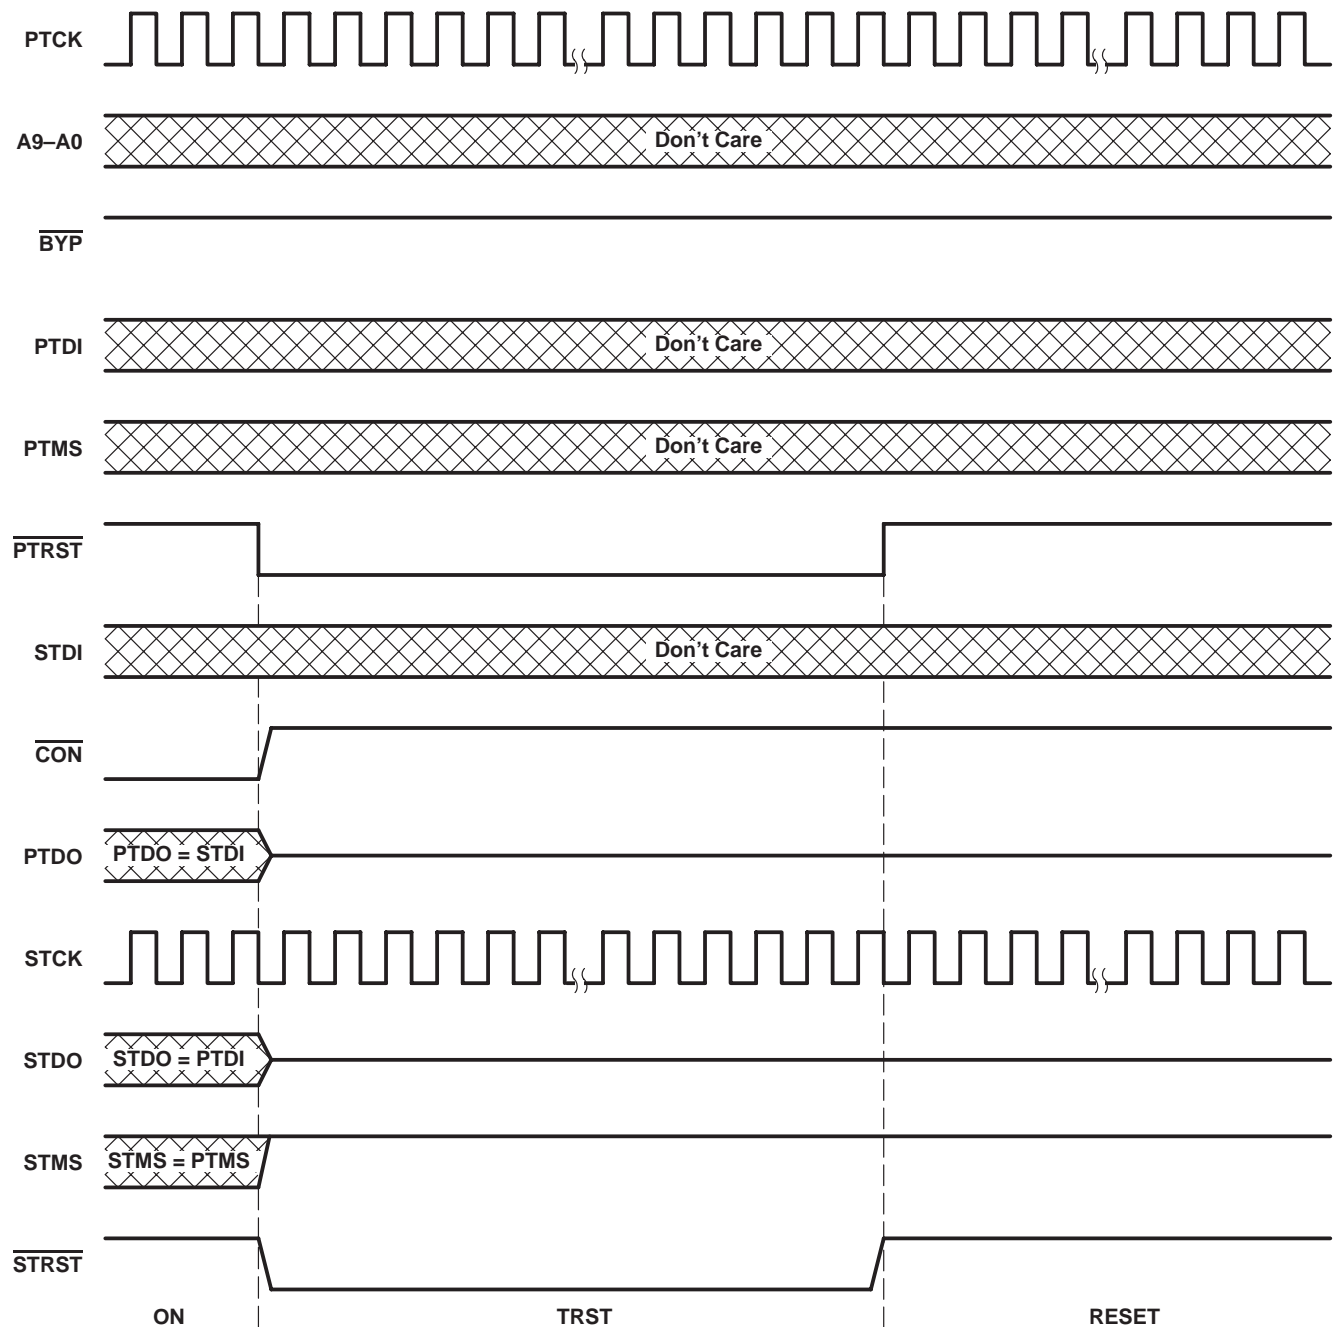 PTCK
A9–A0
Don't Care
BYP
PTDI
Don't Care
PTMS
Don't Care
PTRST
STDI
Don't Care
CON
PTDO
PTDO = STDI
STCK
STDO
STDO = PTDI
STMS
STMS = PTMS
STRST
ON
TRST
RESET